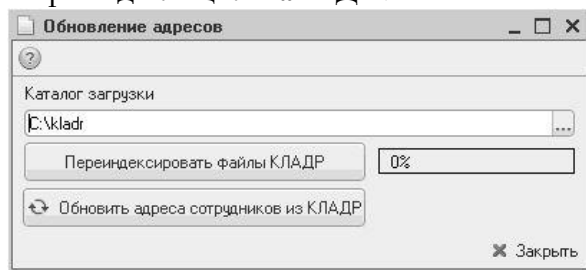 Обновление адресов
?
Каталог загрузки
C:\kladr
...
Переиндексировать файлы КЛАДР
0%
Обновить адреса сотрудников из КЛАДР
Закрыть